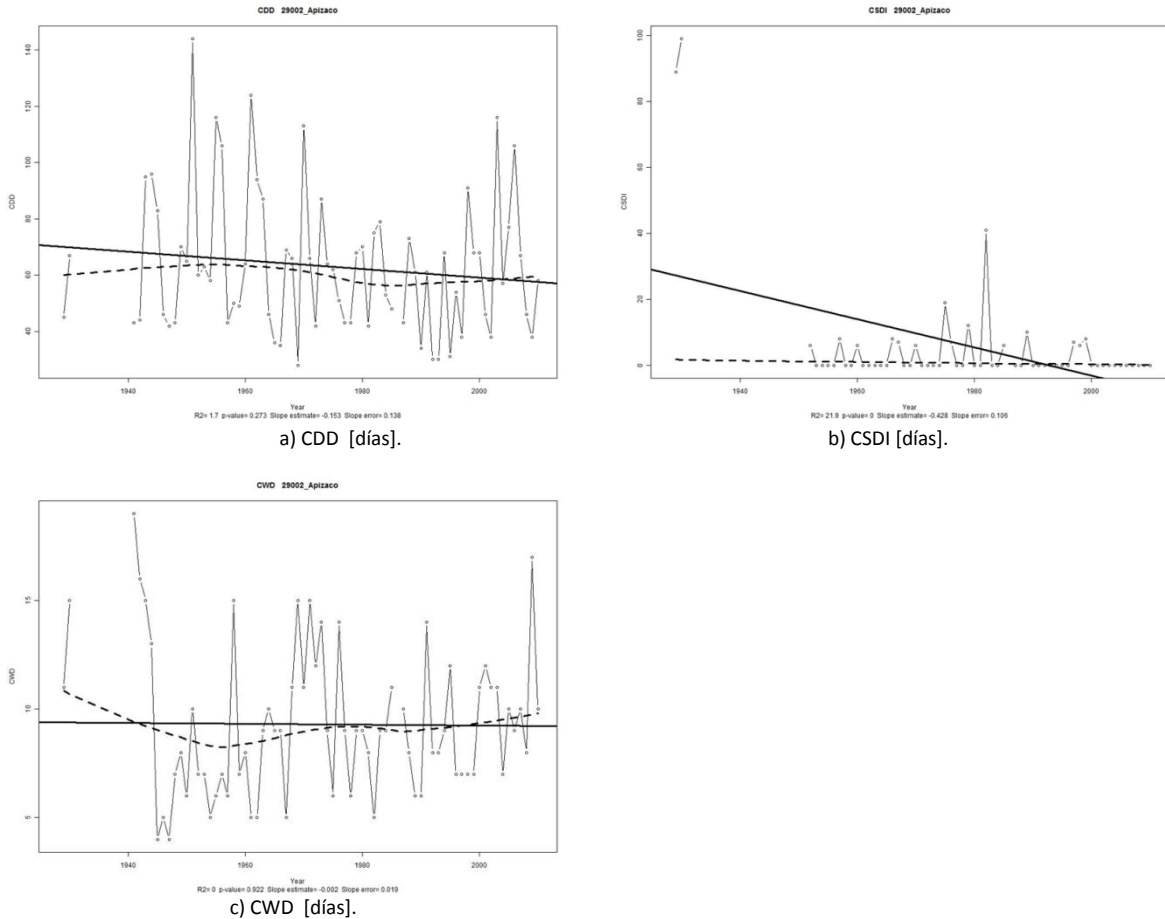 CDD 29002_Apizaco
CDD
140
120
100
80
60
40
1940
1960
1980
2000
Year
R2= 1.7 p-value= 0.273 Slope estimate= -0.153 Slope error= 0.138
a) CDD [días].
CSDI 29002_Apizaco
CSDI
100
80
60
40
20
0
1940
1960
1980
2000
Year
R2= 21.9 p-value= 0 Slope estimate= -0.428 Slope error= 0.106
b) CSDI [días].
CWD 29002_Apizaco
CWD
15
10
5
1940
1960
1980
2000
Year
R2= 0 p-value= 0.922 Slope estimate= -0.002 Slope error= 0.019
c) CWD [días].